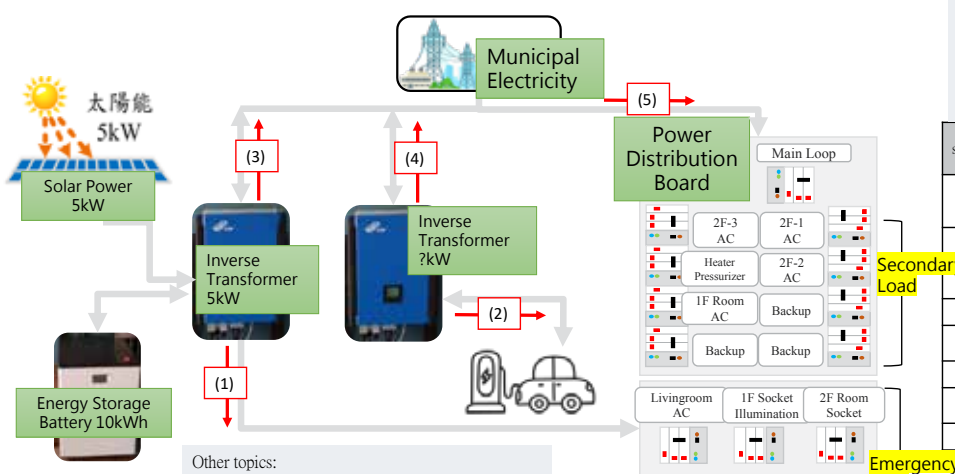 Municipal
Electricity
(5)
太陽能
5kW
Solar Power
5kW
(3)
(4)
Power
Distribution
Board
Main Loop
Inverse
Transformer
5kW
Inverse
Transformer
?kW
2F-3
AC
2F-1
AC
Heater
Pressurizer
2F-2
AC
1F Room
AC
Backup
Backup
Backup
Secondar
Load
(2)
(1)
Energy Storage
Battery 10kWh
Livingroom
AC
1F Socket
Illumination
2F Room
Socket
Emergency
Other topics:
s